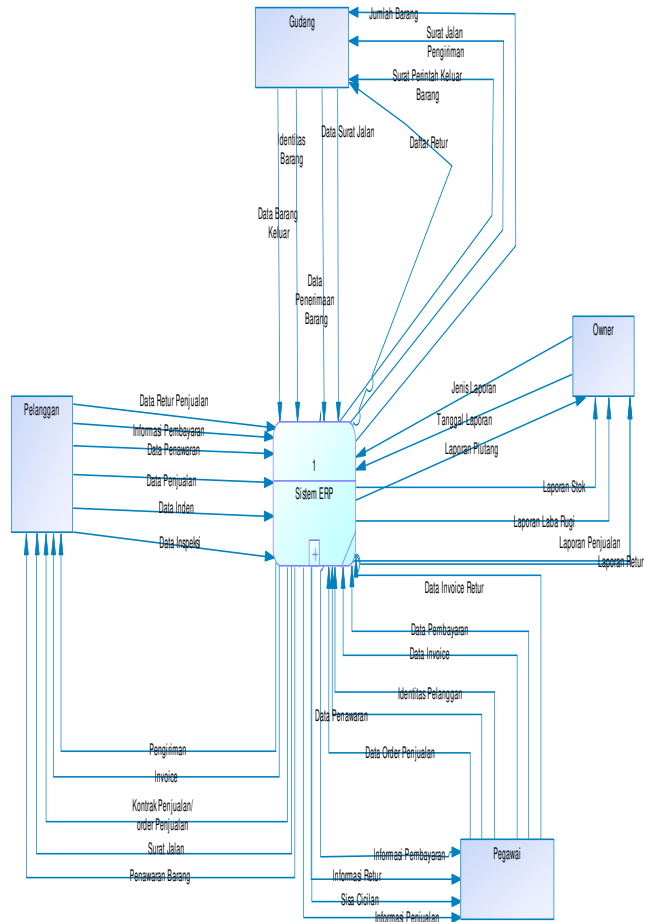 Gudang
Jumlah Barang
Surat Jalan
Pengiriman
Surat Perintah Keluar
Barang
Identitas
Barang
Data Surat Jalan
Daftar Retur
Data Barang
Keluar
Data
Penerimaan
Barang
Owner
Jenis Laporan
Tanggal Laporan
Laporan Piutang
Laporan Stok
Laporan Laba Rugi
Laporan Penjualan
Laporan Retur
Pelanggan
Data Retur Penjualan
Informasi Pembayaran
Data Penawaran
Data Penjualan
Data Inden
Data Inspeksi
1
Sistem ERP
+
Data Invoice Retur
Data Pembayaran
Data Invoice
Identitas Pelanggan
Data Penawaran
Data Order Penjualan
Pengiriman
Invoice
Kontrak Penjualan/
order Penjualan
Surat Jalan
Penawaran Barang
Pegawai
Informasi Pembayaran
Informasi Retur
Sisa Cicilan
Informasi Penjualan